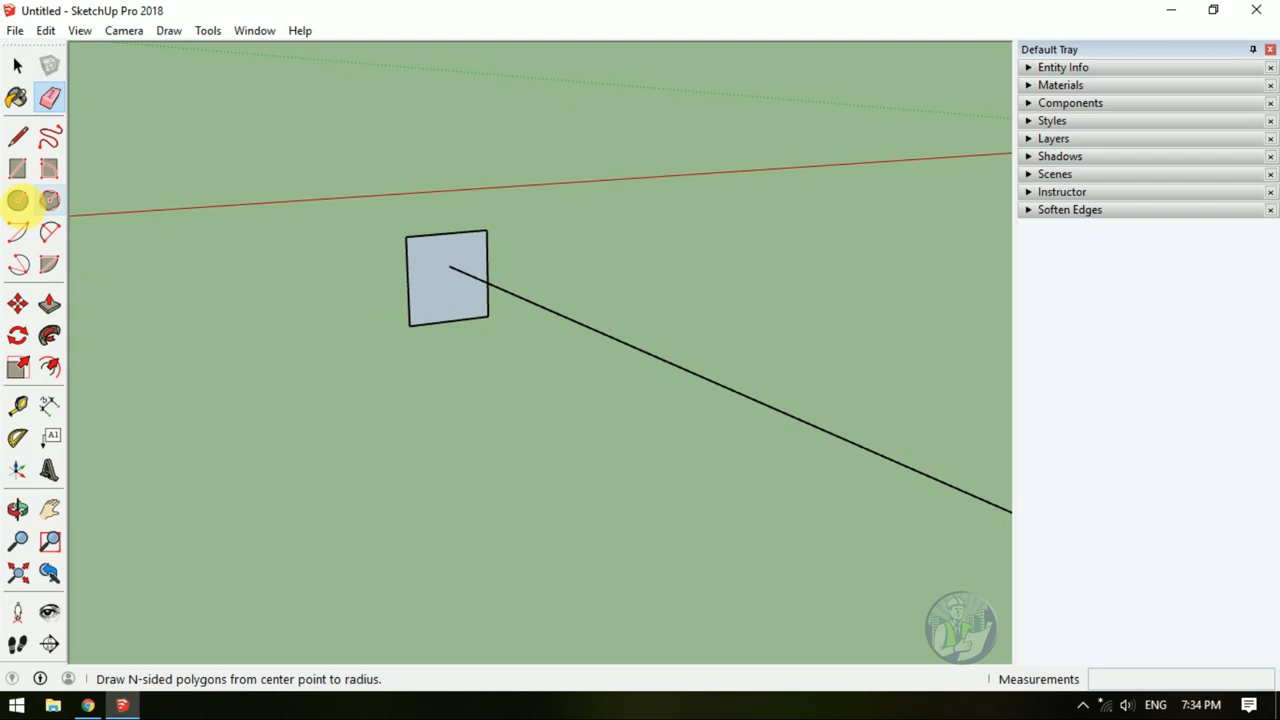 Untitled - SketchUp Pro 2018
File Edit View Camera Draw Tools Window Help
Default Tray
Entity Info
Materials
Components
Styles
Layers
Shadows
Scenes
Instructor
Soften Edges
A1
Draw N-sided polygons from center point to radius.
Measurements
ENG 7:34 PM